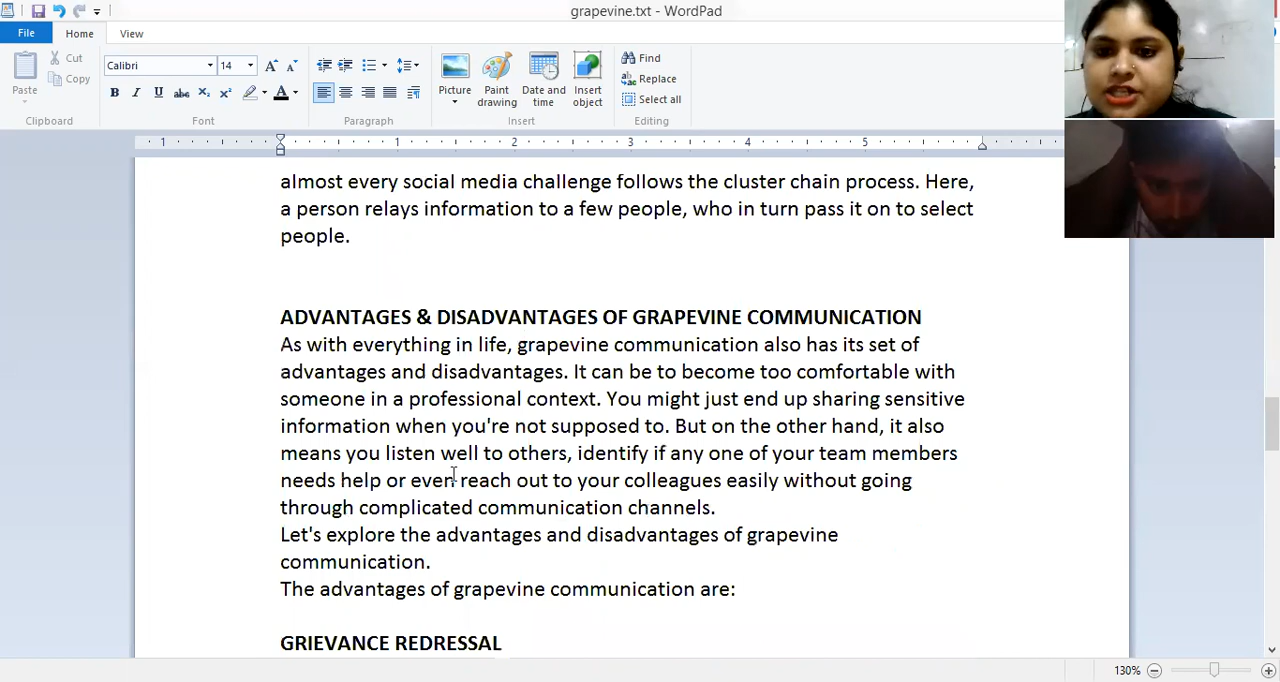 grapevine.txt - WordPad
File
Home
View
Paste
Cut
Copy
Clipboard
Calibri
14
Font
Paragraph
Picture
Paint drawing
Date and time
Insert object
Insert
Find
Replace
Select all
Editing
1 1 2 3 4 5
almost every social media challenge follows the cluster chain process. Here,
a person relays information to a few people, who in turn pass it on to select
people.
ADVANTAGES & DISADVANTAGES OF GRAPEVINE COMMUNICATION
As with everything in life, grapevine communication also has its set of
advantages and disadvantages. It can be to become too comfortable with
someone in a professional context. You might just end up sharing sensitive
information when you're not supposed to. But on the other hand, it also
means you listen well to others, identify if any one of your team members
needs help or even reach out to your colleagues easily without going
through complicated communication channels.
Let's explore the advantages and disadvantages of grapevine
communication.
The advantages of grapevine communication are:
GRIEVANCE REDRESSAL
130%